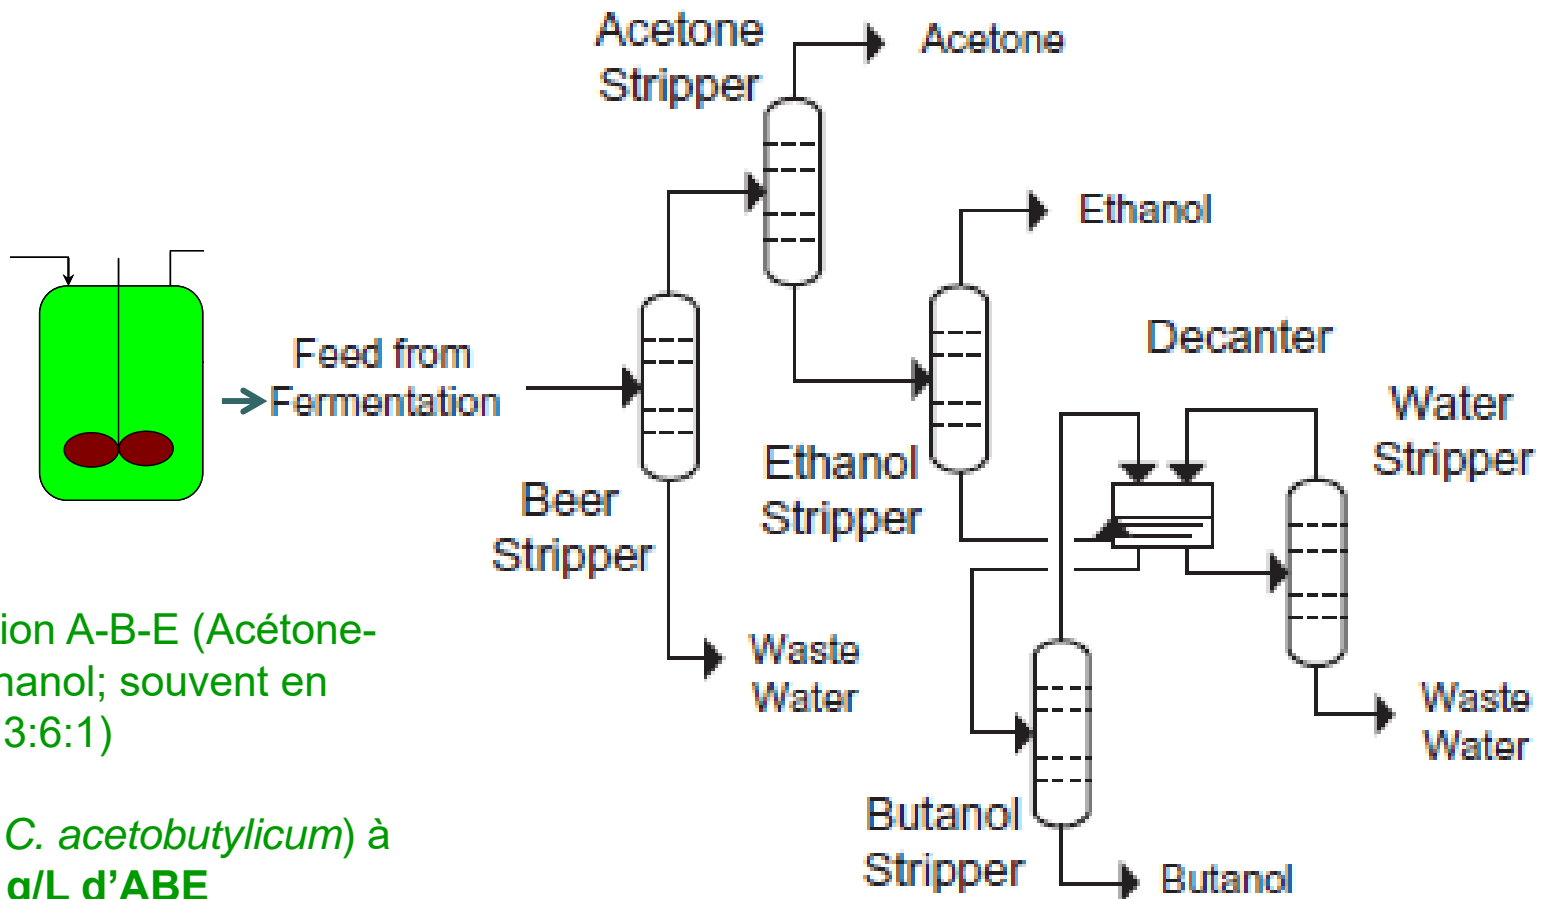 Acetone
Stripper
Acetone
Ethanol
Feed from
Fermentation
Decanter
Water
Stripper
Ethanol
Stripper
Beer
Stripper
ion A-B-E (Acétone-
hanol; souvent en
3:6:1)
Waste
Water
Waste
Water
C. acetobutylicum) à
g/L d’ABE
Butanol
Stripper
Butanol